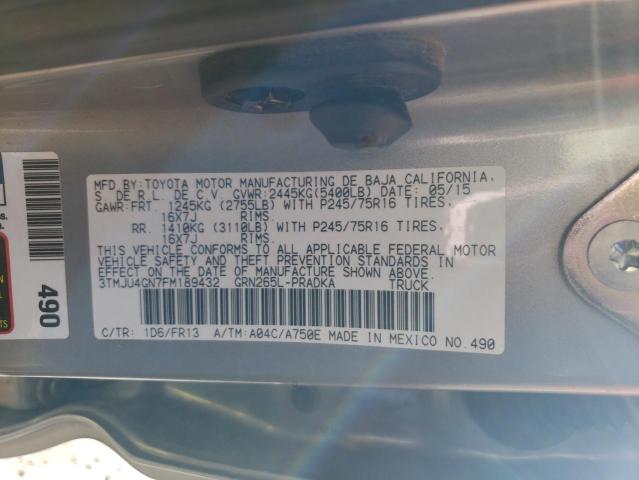 MFD.BY:TOYOTA MOTOR MANUFACTURING DE BAJA CALIFORNIA,
S. DE R.L. DE C.V. GVWR:2445KG(5400LB) DATE: 05/15
GAWR:FRT. 1245KG (2755LB) WITH P245/75R16 TIRES,
16X7J RIMS.
RR. 1410KG (3110LB) WITH P245/75R16 TIRES,
16X7J RIMS.
THIS VEHICLE CONFORMS TO ALL APPLICABLE FEDERAL MOTOR
VEHICLE SAFETY AND THEFT PREVENTION STANDARDS IN
EFFECT ON THE DATE OF MANUFACTURE SHOWN ABOVE.
3TMJU4GN7FM189432 GRN265L-PRADKA TRUCK
C/TR: 1D6/FR13 A/TM:A04C/A750E MADE IN MEXICO NO.490
490